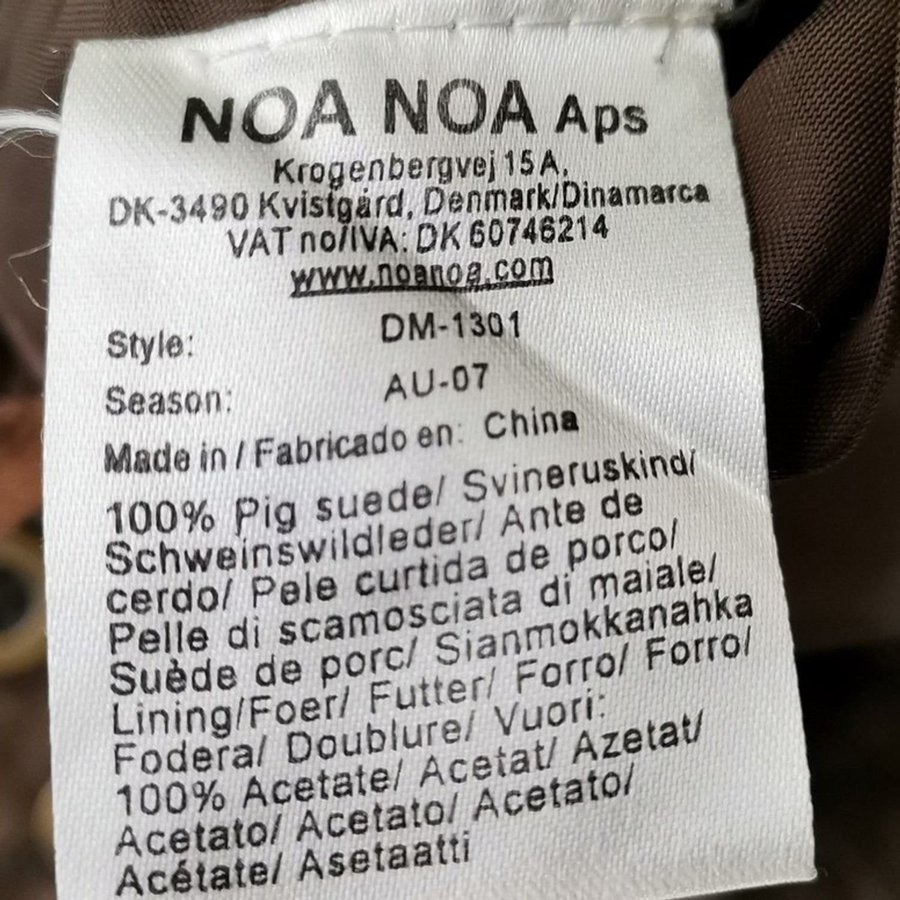 NOA NOA Aps
Krogenbergvej 15A,
DK-3490 Kvistgård, Denmark/Dinamarca
VAT no/IVA: DK 60746214
www.noanoa.com
Style: DM-1301
Season: AU-07
Made in / Fabricado en: China
100% Pig suede/ Svineruskind/
Schweinswildleder/ Ante de
cerdo/ Pele curtida de porco/
Pelle di scamosciata di maiale/
Suède de porc/ Sianmokkanahka
Lining/Foer/ Futter/ Forro/ Forro/
Fodera/ Doublure/ Vuori:
100% Acetate/ Acetat/ Azetat/
Acetato/ Acetato/ Acetato/
Acétate/ Asetaatti